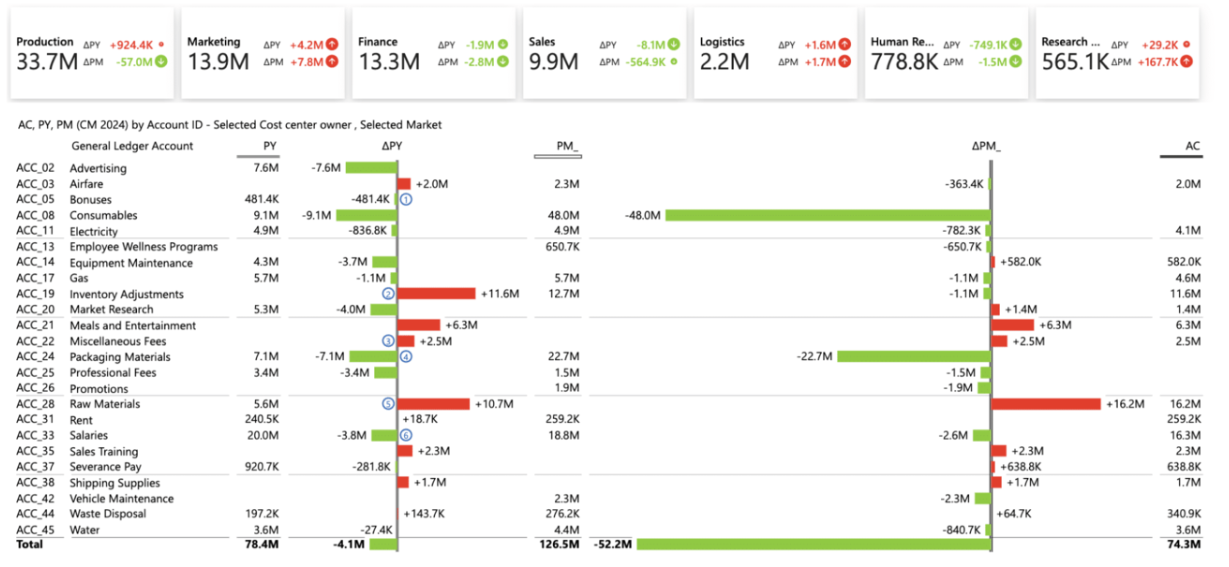 Production ΔPY +924.4K
33.7M ΔPM -57.0M
Marketing ΔPY +4.2M
13.9M ΔPM +7.8M
Finance ΔPY -1.9M
13.3M ΔPM -2.8M
Sales ΔPY -8.1M
9.9M ΔPM -564.9K
Logistics ΔPY +1.6M
2.2M ΔPM +1.7M
Human Re... ΔPY -749.1K
778.8K ΔPM -1.5M
Research ... ΔPY +29.2K
565.1K ΔPM +167.7K
AC, PY, PM (CM 2024) by Account ID - Selected Cost center owner , Selected Market
General Ledger Account PY ΔPY PM_ ΔPM_ AC
ACC_02 Advertising 7.6M -7.6M
ACC_03 Airfare +2.0M 2.3M -363.4K 2.0M
ACC_05 Bonuses 481.4K -481.4K 1
ACC_08 Consumables 9.1M -9.1M 48.0M -48.0M
ACC_11 Electricity 4.9M -836.8K 4.9M -782.3K 4.1M
ACC_13 Employee Wellness Programs 650.7K -650.7K
ACC_14 Equipment Maintenance 4.3M -3.7M +582.0K 582.0K
ACC_17 Gas 5.7M -1.1M 5.7M -1.1M 4.6M
ACC_19 Inventory Adjustments 2 +11.6M 12.7M -1.1M 11.6M
ACC_20 Market Research 5.3M -4.0M +1.4M 1.4M
ACC_21 Meals and Entertainment +6.3M +6.3M 6.3M
ACC_22 Miscellaneous Fees 3 +2.5M +2.5M 2.5M
ACC_24 Packaging Materials 7.1M -7.1M 4 22.7M -22.7M
ACC_25 Professional Fees 3.4M -3.4M 1.5M -1.5M
ACC_26 Promotions 1.9M -1.9M
ACC_28 Raw Materials 5.6M 5 +10.7M +16.2M 16.2M
ACC_31 Rent 240.5K +18.7K 259.2K 259.2K
ACC_33 Salaries 20.0M -3.8M 6 18.8M -2.6M 16.3M
ACC_35 Sales Training +2.3M +2.3M 2.3M
ACC_37 Severance Pay 920.7K -281.8K +638.8K 638.8K
ACC_38 Shipping Supplies +1.7M +1.7M 1.7M
ACC_42 Vehicle Maintenance 2.3M -2.3M
ACC_44 Waste Disposal 197.2K +143.7K 276.2K +64.7K 340.9K
ACC_45 Water 3.6M -27.4K 4.4M -840.7K 3.6M
Total 78.4M -4.1M 126.5M -52.2M 74.3M